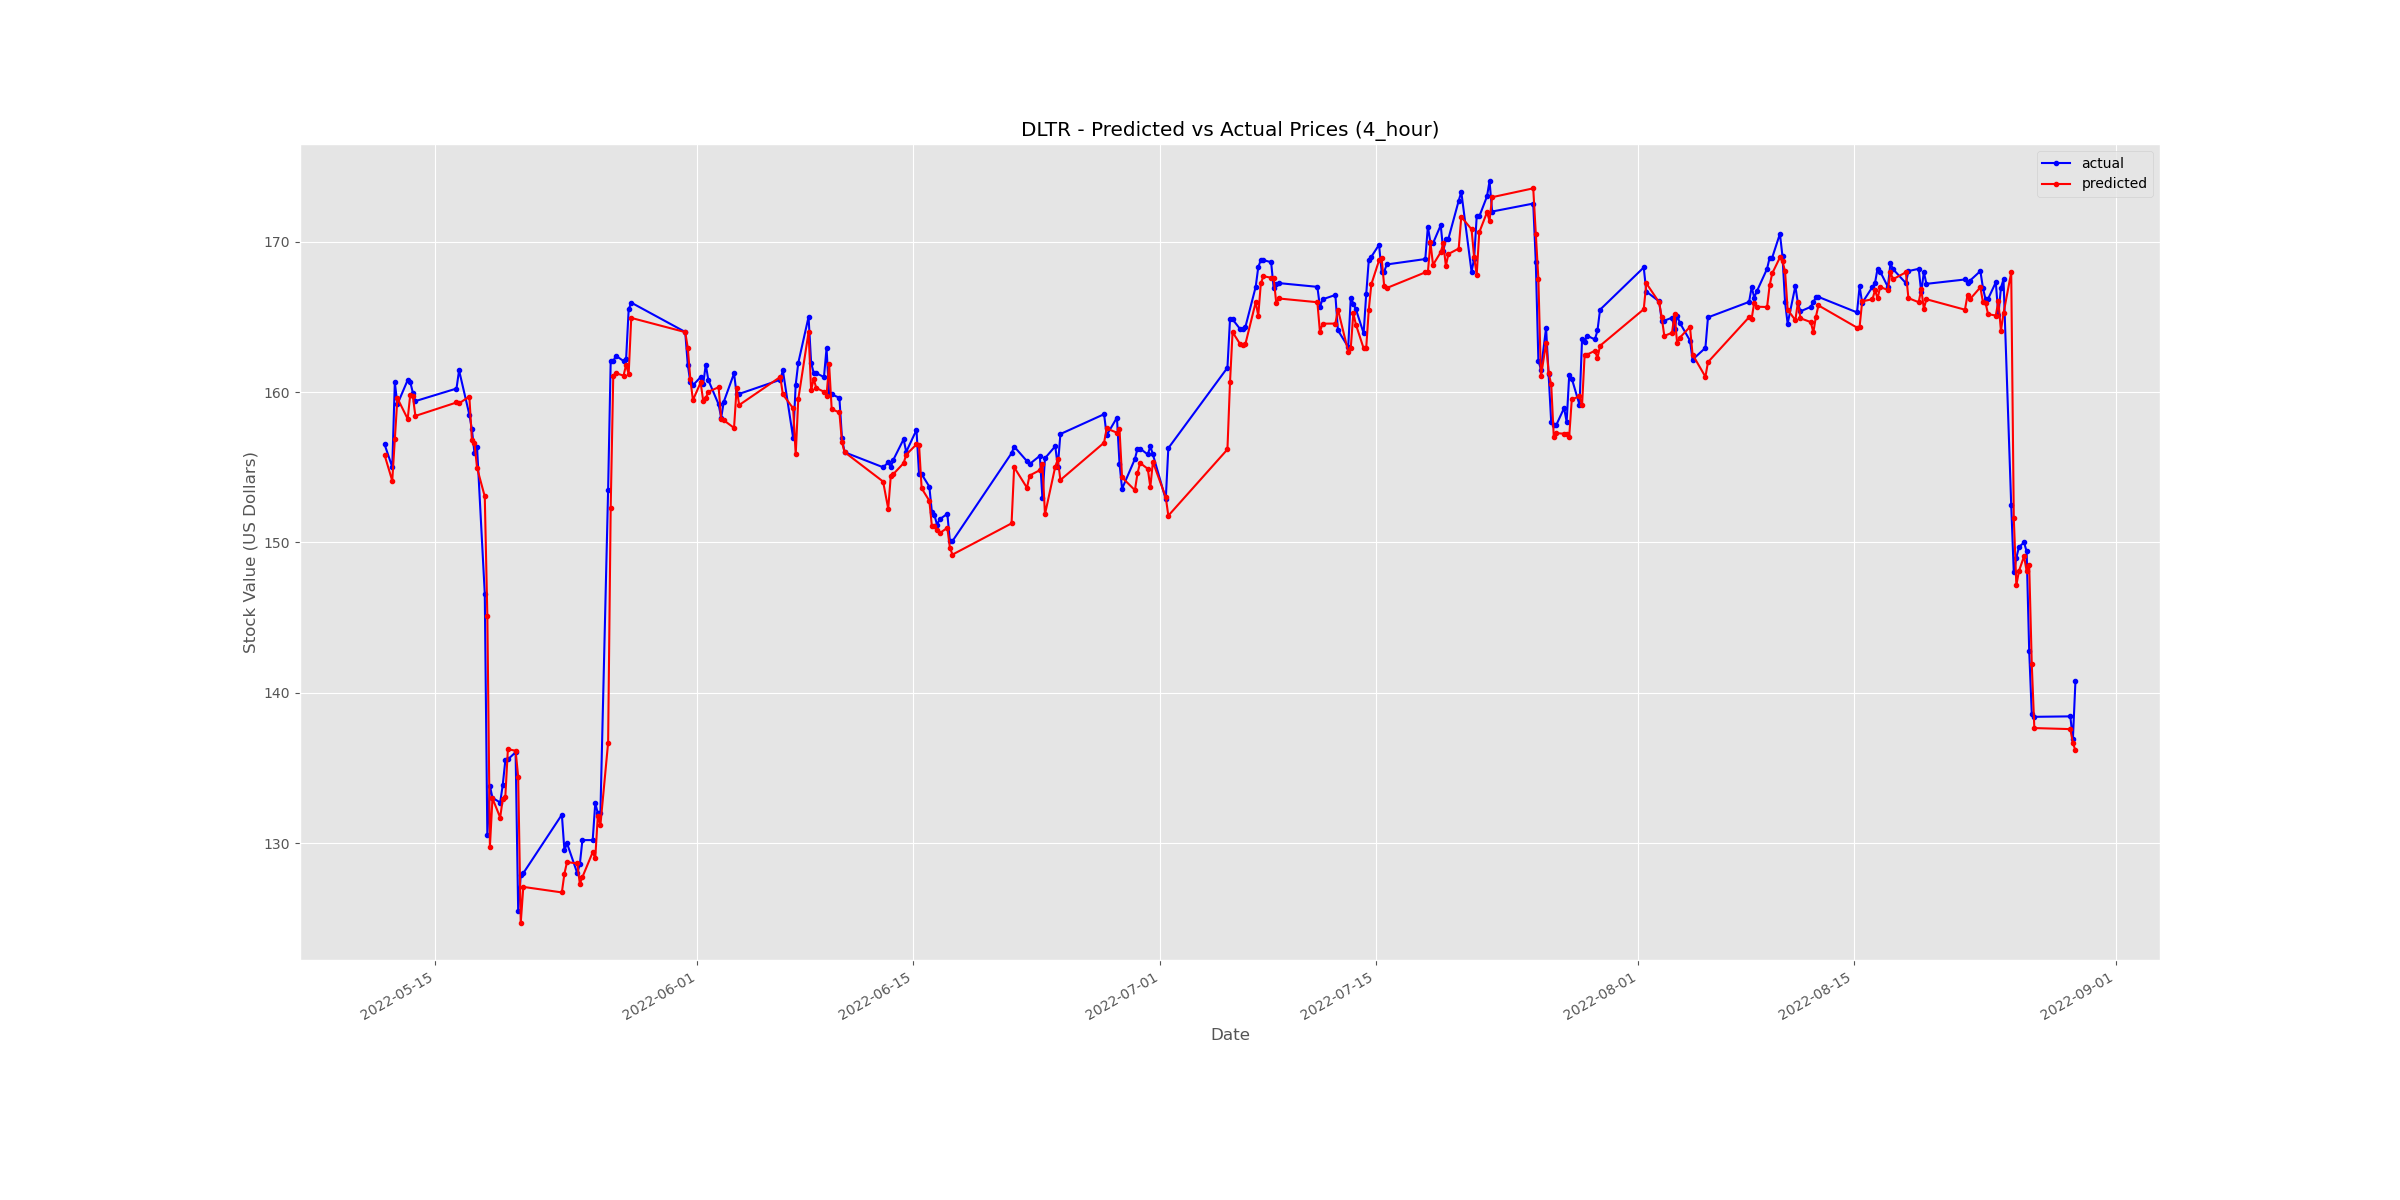 DLTR - Predicted vs Actual Prices (4_hour)
actual
predicted
Stock Value (US Dollars)
170
160
150
140
130
2022-05-15
2022-06-01
2022-06-15
2022-07-01
2022-07-15
2022-08-01
2022-08-15
2022-09-01
Date